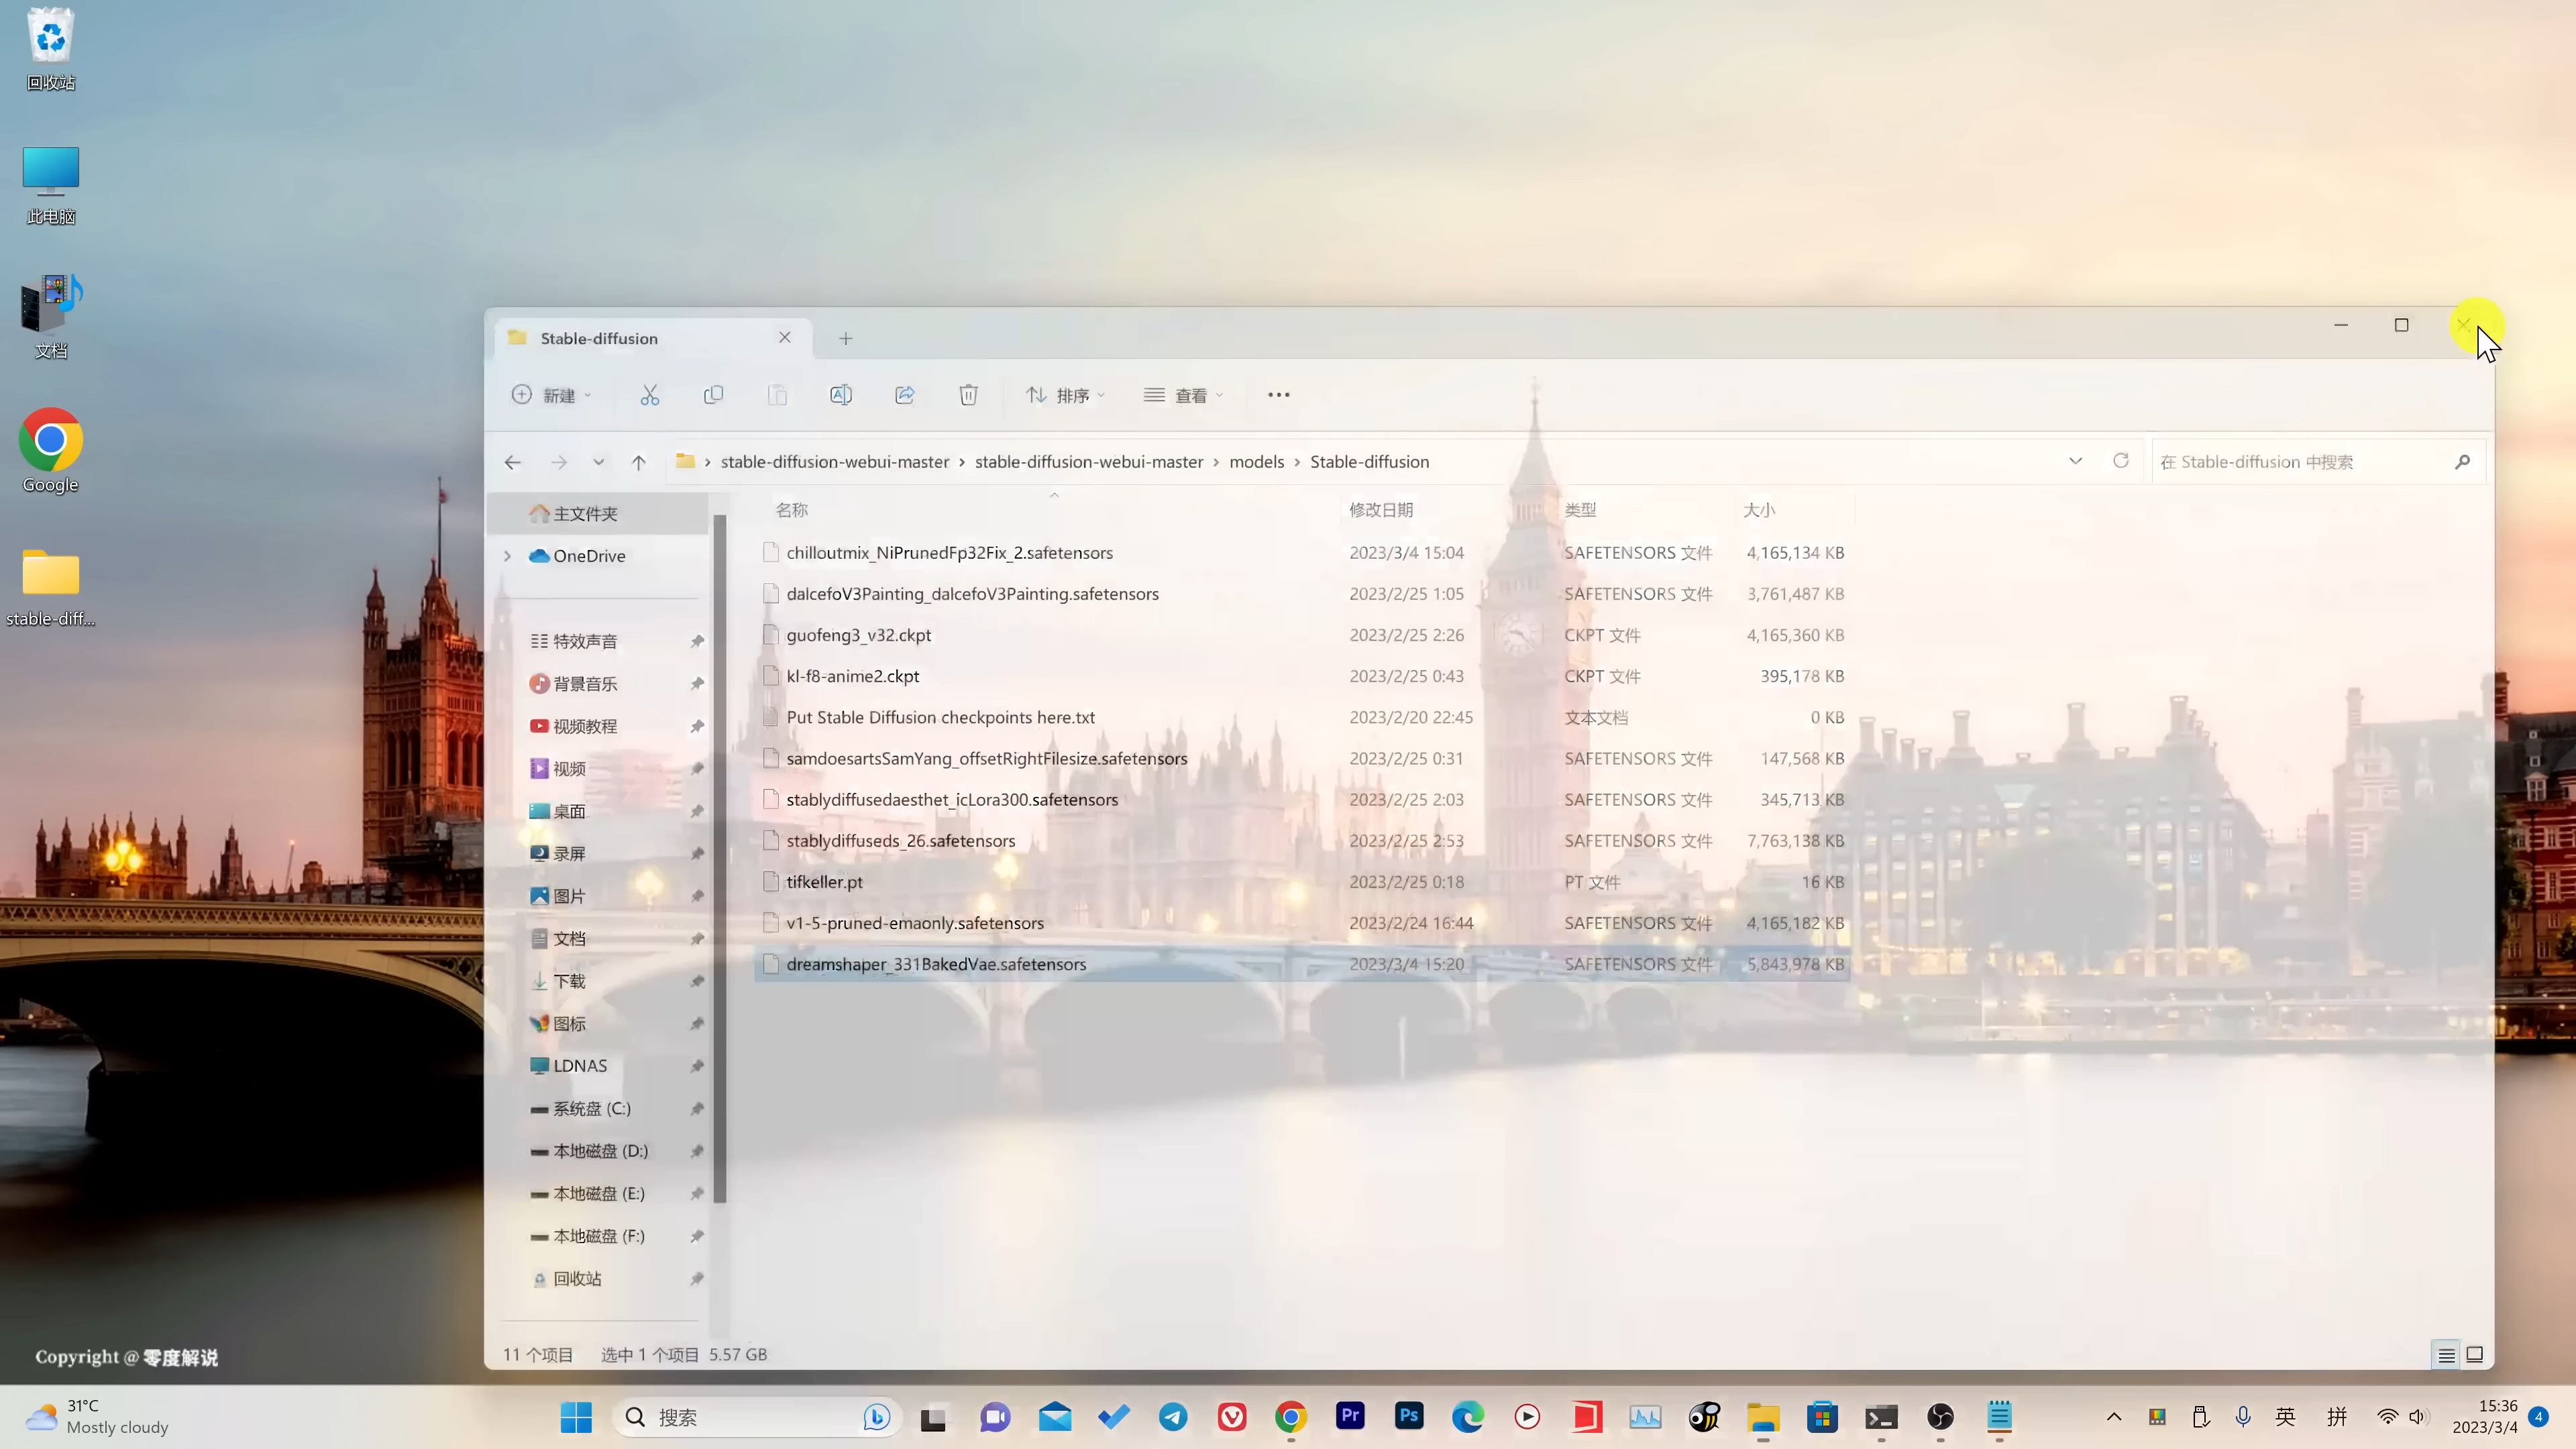 回收站
此电脑
文档
Google
stable-diff...
Stable-diffusion
新建
排序
查看
stable-diffusion-webui-master › stable-diffusion-webui-master › models › Stable-diffusion
在 Stable-diffusion 中搜索
主文件夹
OneDrive
特效声音
背景音乐
视频教程
视频
桌面
录屏
图片
文档
下载
图标
LDNAS
系统盘 (C:)
本地磁盘 (D:)
本地磁盘 (E:)
本地磁盘 (F:)
回收站
名称 修改日期 类型 大小
chilloutmix_NiPrunedFp32Fix_2.safetensors 2023/3/4 15:04 SAFETENSORS 文件 4,165,134 KB
dalcefoV3Painting_dalcefoV3Painting.safetensors 2023/2/25 1:05 SAFETENSORS 文件 3,761,487 KB
guofeng3_v32.ckpt 2023/2/25 2:26 CKPT 文件 4,165,360 KB
kl-f8-anime2.ckpt 2023/2/25 0:43 CKPT 文件 395,178 KB
Put Stable Diffusion checkpoints here.txt 2023/2/20 22:45 文本文档 0 KB
samdoesartsSamYang_offsetRightFilesize.safetensors 2023/2/25 0:31 SAFETENSORS 文件 147,568 KB
stablydiffusedaesthet_icLora300.safetensors 2023/2/25 2:03 SAFETENSORS 文件 345,713 KB
stablydiffuseds_26.safetensors 2023/2/25 2:53 SAFETENSORS 文件 7,763,138 KB
tifkeller.pt 2023/2/25 0:18 PT 文件 16 KB
v1-5-pruned-emaonly.safetensors 2023/2/24 16:44 SAFETENSORS 文件 4,165,182 KB
dreamshaper_331BakedVae.safetensors 2023/3/4 15:20 SAFETENSORS 文件 5,843,978 KB
11 个项目 选中 1 个项目 5.57 GB
Copyright @ 零度解说
31°C
Mostly cloudy
搜索
Pr
Ps
英
拼
15:36
2023/3/4
4